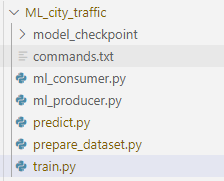 ML_city_traffic
model_checkpoint
commands.txt
ml_consumer.py
ml_producer.py
predict.py
prepare_dataset.py
train.py